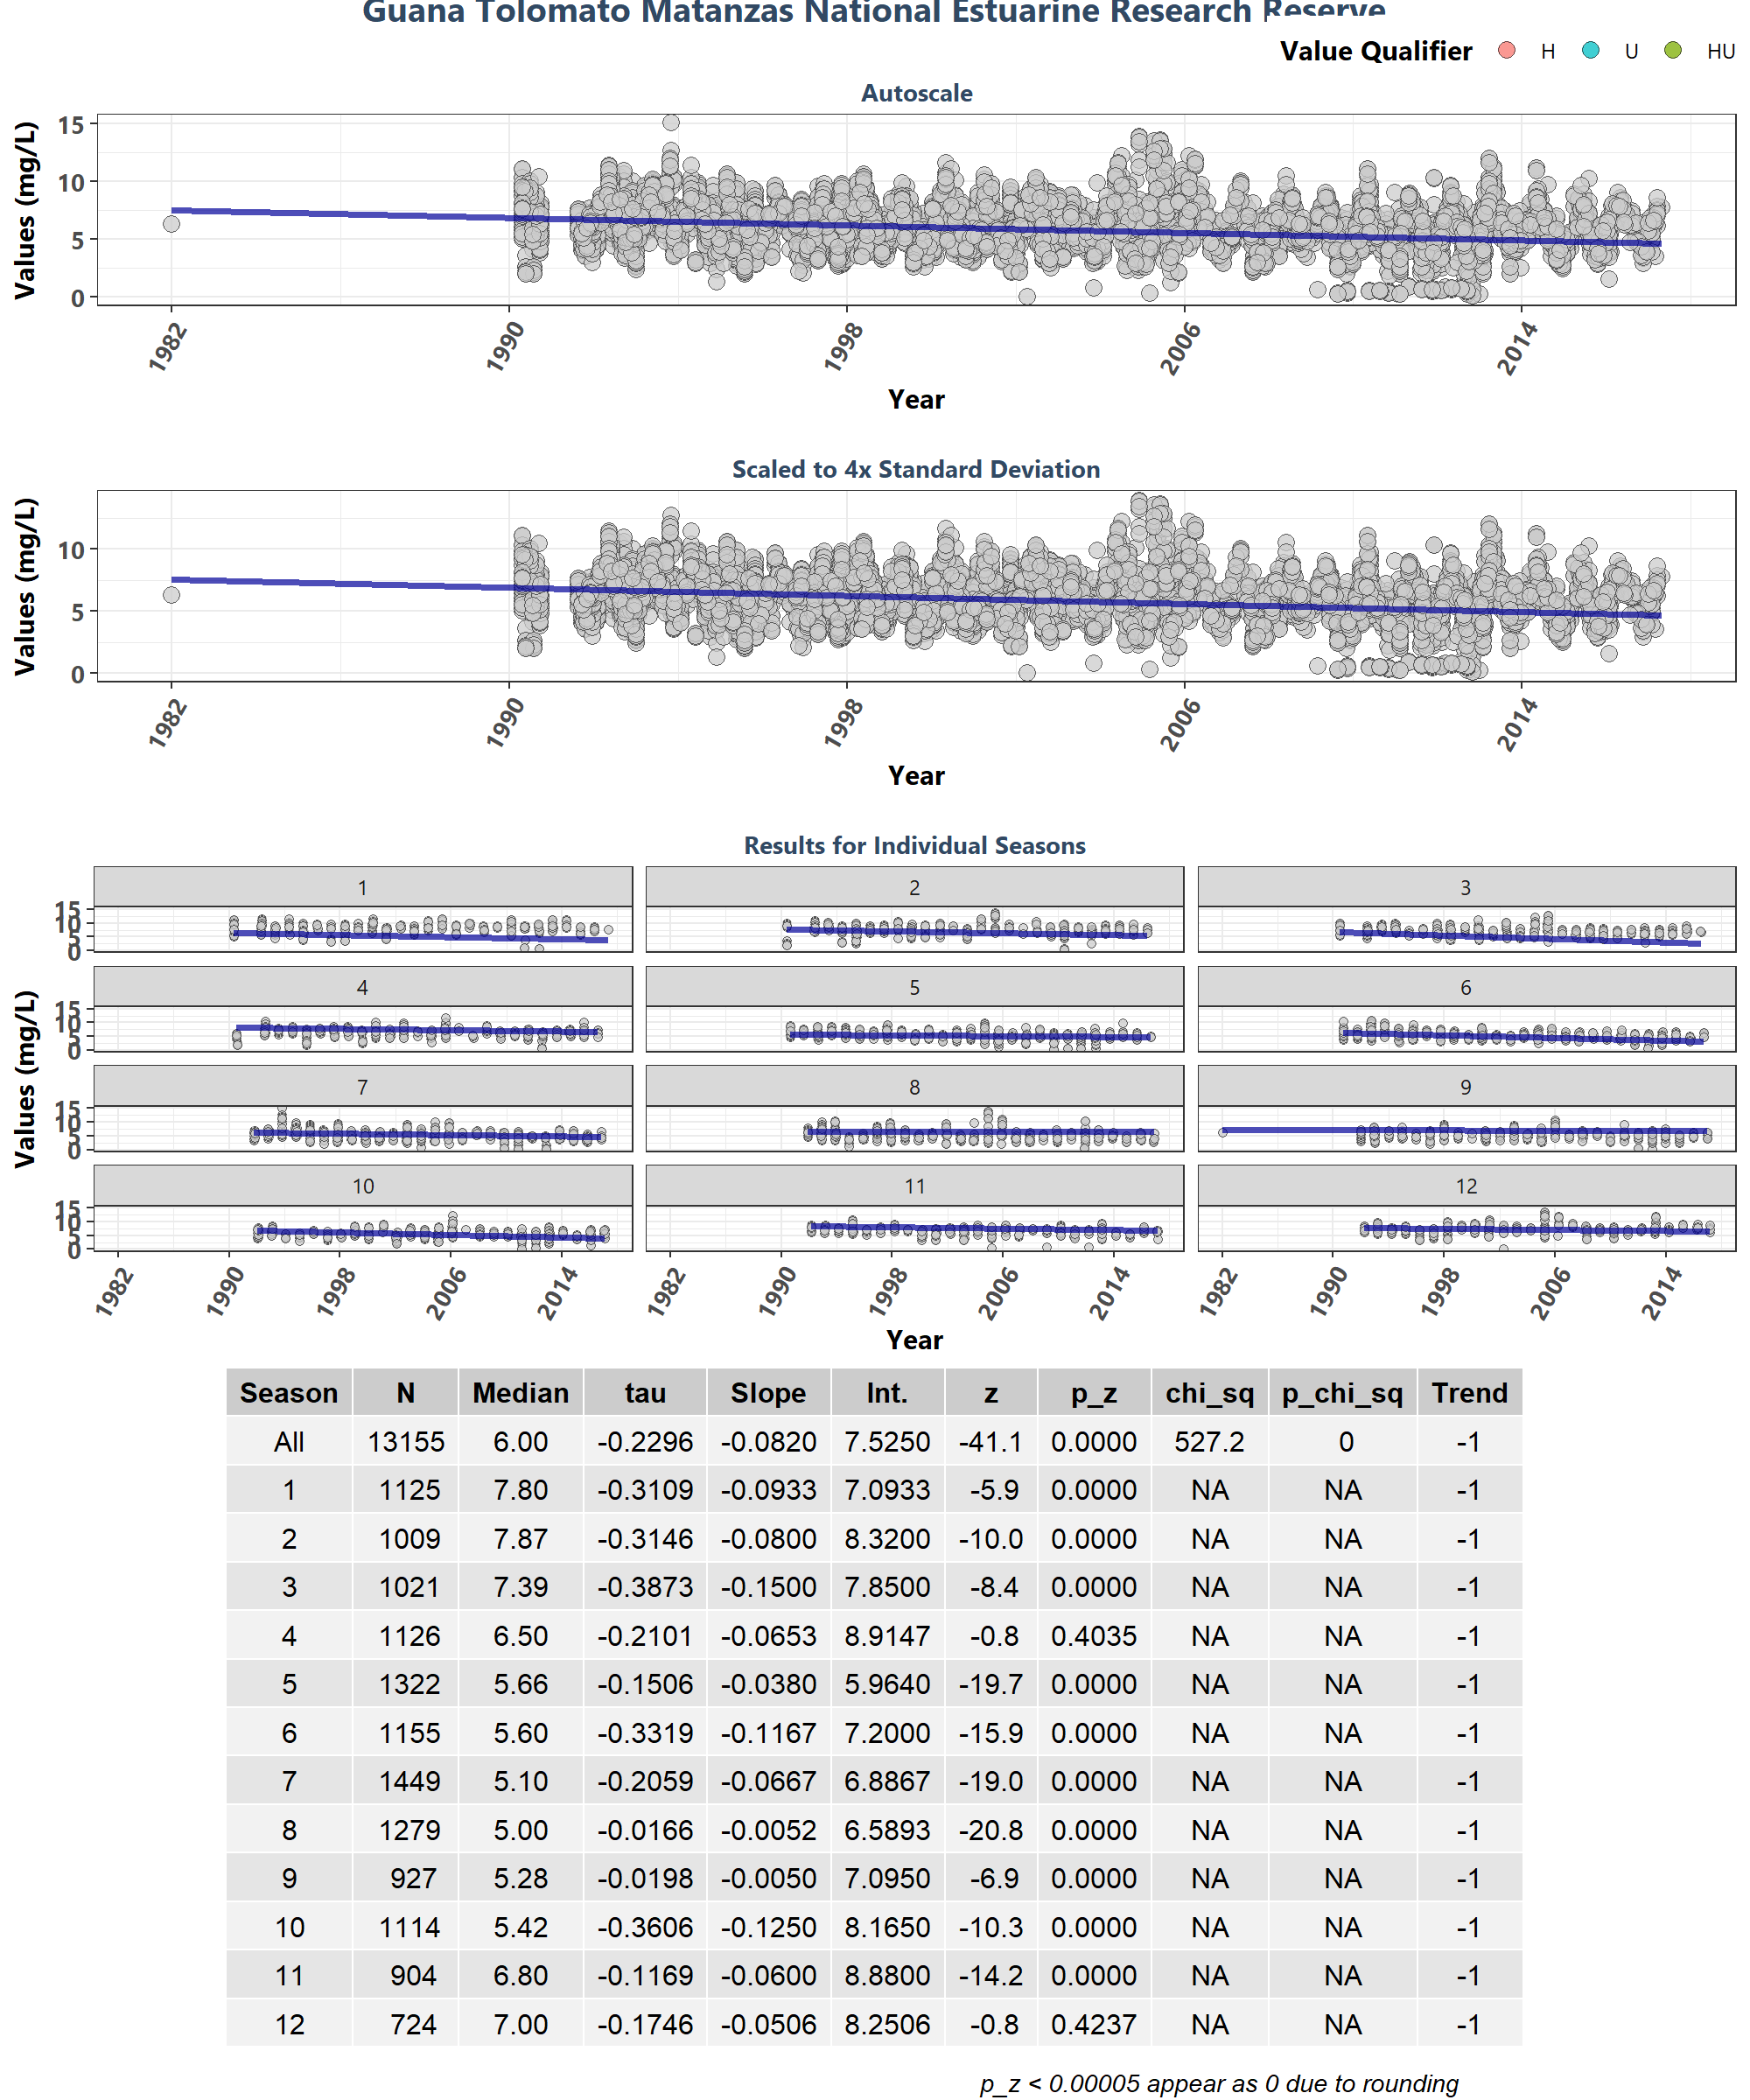 Guana Tolomato Matanzas National Estuarine Research Reserve
Value Qualifier H U HU
Autoscale
Values (mg/L)
15
10
5
0
1982 1990 1998 2006 2014
Year
Scaled to 4x Standard Deviation
Values (mg/L)
10
5
0
1982 1990 1998 2006 2014
Year
Results for Individual Seasons
Values (mg/L)
1 2 3
15
10
5
0
4 5 6
15
10
5
0
7 8 9
15
10
5
0
10 11 12
15
10
5
0
1982 1990 1998 2006 2014 1982 1990 1998 2006 2014 1982 1990 1998 2006 2014
Year
Season N Median tau Slope Int. z p_z chi_sq p_chi_sq Trend
All 13155 6.00 -0.2296 -0.0820 7.5250 -41.1 0.0000 527.2 0 -1
1 1125 7.80 -0.3109 -0.0933 7.0933 -5.9 0.0000 NA NA -1
2 1009 7.87 -0.3146 -0.0800 8.3200 -10.0 0.0000 NA NA -1
3 1021 7.39 -0.3873 -0.1500 7.8500 -8.4 0.0000 NA NA -1
4 1126 6.50 -0.2101 -0.0653 8.9147 -0.8 0.4035 NA NA -1
5 1322 5.66 -0.1506 -0.0380 5.9640 -19.7 0.0000 NA NA -1
6 1155 5.60 -0.3319 -0.1167 7.2000 -15.9 0.0000 NA NA -1
7 1449 5.10 -0.2059 -0.0667 6.8867 -19.0 0.0000 NA NA -1
8 1279 5.00 -0.0166 -0.0052 6.5893 -20.8 0.0000 NA NA -1
9 927 5.28 -0.0198 -0.0050 7.0950 -6.9 0.0000 NA NA -1
10 1114 5.42 -0.3606 -0.1250 8.1650 -10.3 0.0000 NA NA -1
11 904 6.80 -0.1169 -0.0600 8.8800 -14.2 0.0000 NA NA -1
12 724 7.00 -0.1746 -0.0506 8.2506 -0.8 0.4237 NA NA -1
p_z < 0.00005 appear as 0 due to rounding